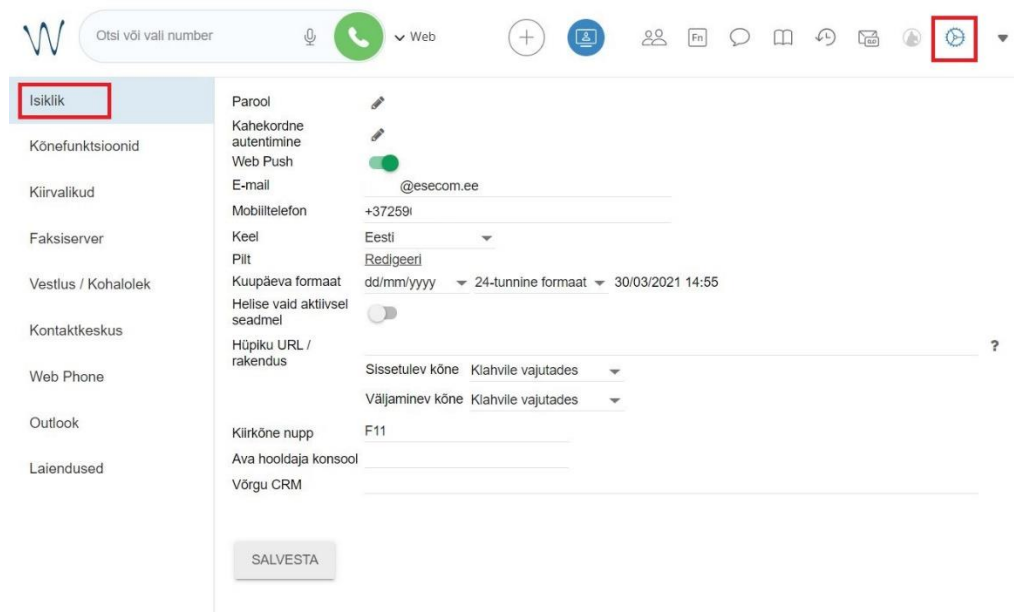 Otsi või vali number
Web
Fn
Isiklik
Kõnefunktsioonid
Kiirvalikud
Faksiserver
Vestlus / Kohalolek
Kontaktkeskus
Web Phone
Outlook
Laiendused
Parool
Kahekordne
autentimine
Web Push
E-mail @esecom.ee
Mobiiltelefon +372590
Keel Eesti
Pilt Redigeeri
Kuupäeva formaat dd/mm/yyyy 24-tunnine formaat 30/03/2021 14:55
Helise vaid aktiivsel
seadmel
Hüpiku URL /
rakendus
?
Sissetulev kõne Klahvile vajutades
Väljaminev kõne Klahvile vajutades
Kiirkõne nupp F11
Ava hooldaja konsool
Võrgu CRM
SALVESTA